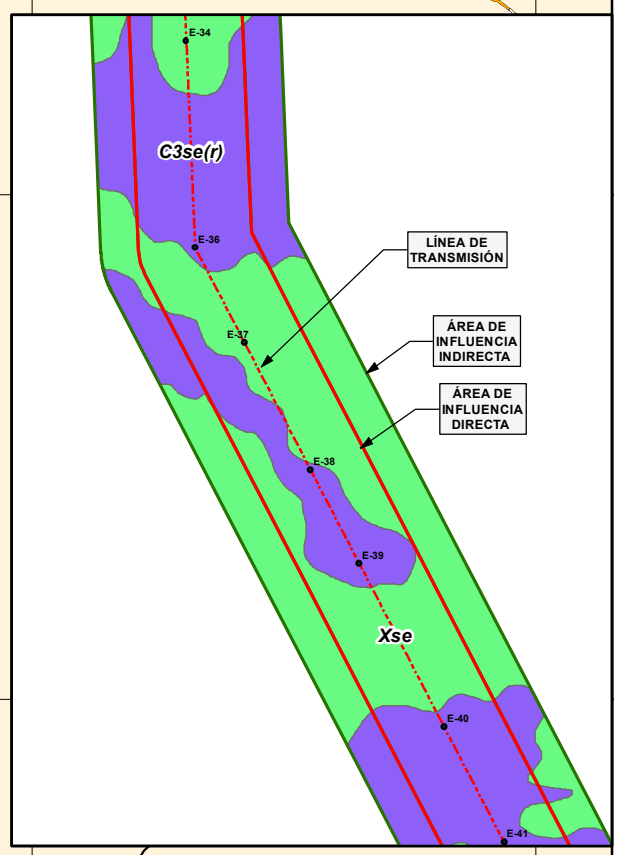 E-34
C3se(r)
E-36
LÍNEA DE
TRANSMISIÓN
E-37
ÁREA DE
INFLUENCIA
INDIRECTA
ÁREA DE
INFLUENCIA
DIRECTA
E-38
E-39
Xse
E-40
E-41